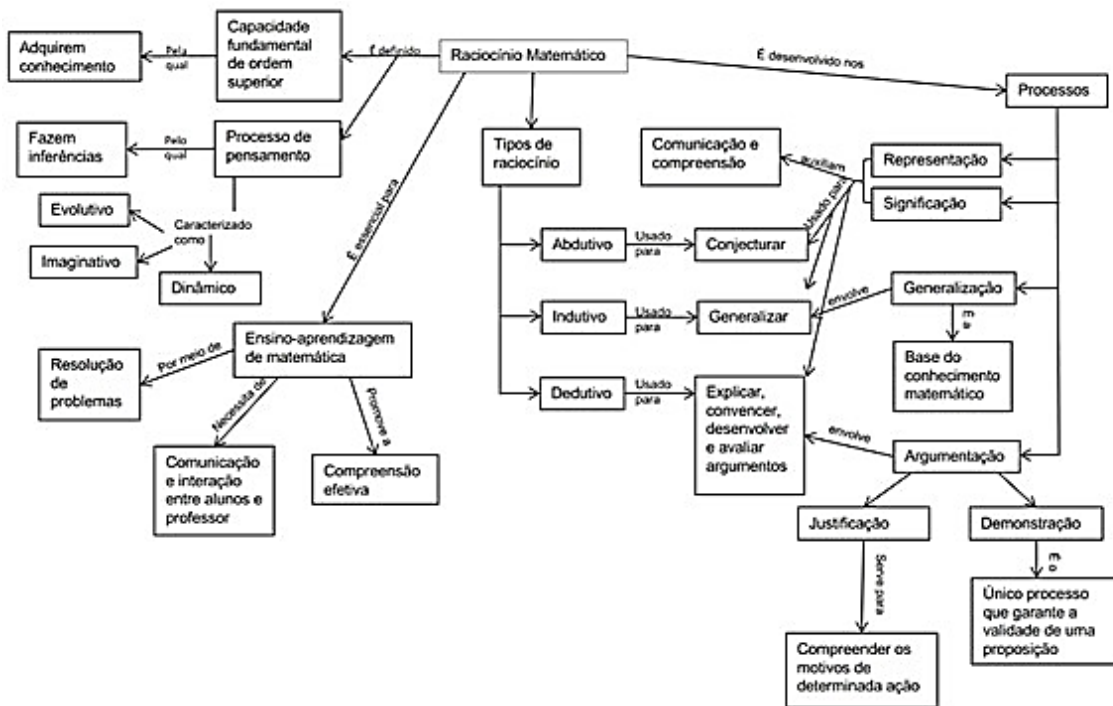 Adquirem
conhecimento
Pela
qual
Capacidade
fundamental
de ordem
superior
É definido
Raciocínio Matemático
É desenvolvido nos
Processos
Fazem
inferências
Pelo
qual
Processo de
pensamento
Tipos de
raciocínio
Comunicação e
compreensão
auxiliam
Representação
Significação
Usado para
Evolutivo
Imaginativo
Caracterizado
como
Dinâmico
É essencial para
Abdutivo
Usado
para
Conjecturar
Indutivo
Usado
para
Generalizar
envolve
Generalização
É a
Base do
conhecimento
matemático
Ensino-aprendizagem
de matemática
Por meio de
Resolução
de
problemas
Necessita de
Promove a
Comunicação
e interação
entre alunos e
professor
Compreensão
efetiva
Dedutivo
Usado
para
Explicar,
convencer,
desenvolver
e avaliar
argumentos
envolve
Argumentação
Justificação
Demonstração
Serve para
É o
Compreender os
motivos de
determinada ação
Único processo
que garante a
validade de uma
proposição